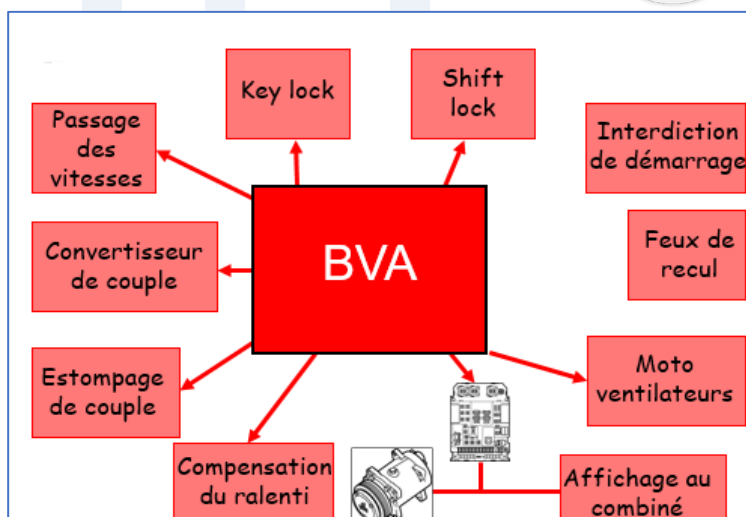 Key lock
Shift
lock
Passage
des
vitesses
Interdiction
de démarrage
Convertisseur
de couple
BVA
Feux de
recul
Estompage
de couple
Moto
ventilateurs
Compensation
du ralenti
Affichage au
combiné